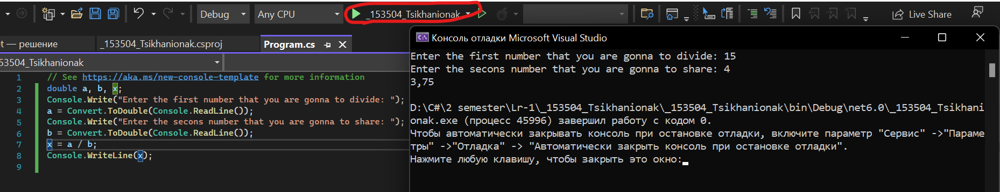 Debug
Any CPU
_153504_Tsikhanionak
Live Share
t — решение
_153504_Tsikhanionak.csproj
Program.cs
53504_Tsikhanionak
1 // See https://aka.ms/new-console-template for more information
2 double a, b, x;
3 Console.Write("Enter the first number that you are gonna to divide: ");
4 a = Convert.ToDouble(Console.ReadLine());
5 Console.Write("Enter the secons number that you are gonna to share: ");
6 b = Convert.ToDouble(Console.ReadLine());
7 x = a / b;
8 Console.WriteLine(x);
9
C:\ Консоль отладки Microsoft Visual Studio
Enter the first number that you are gonna to divide: 15
Enter the secons number that you are gonna to share: 4
3,75
D:\C#\2 semester\Lr-1\_153504_Tsikhanionak\_153504_Tsikhanionak\bin\Debug\net6.0\_153504_Tsikhani
onak.exe (процесс 45996) завершил работу с кодом 0.
Чтобы автоматически закрывать консоль при остановке отладки, включите параметр "Сервис" ->"Параме
тры" ->"Отладка" -> "Автоматически закрыть консоль при остановке отладки".
Нажмите любую клавишу, чтобы закрыть это окно: